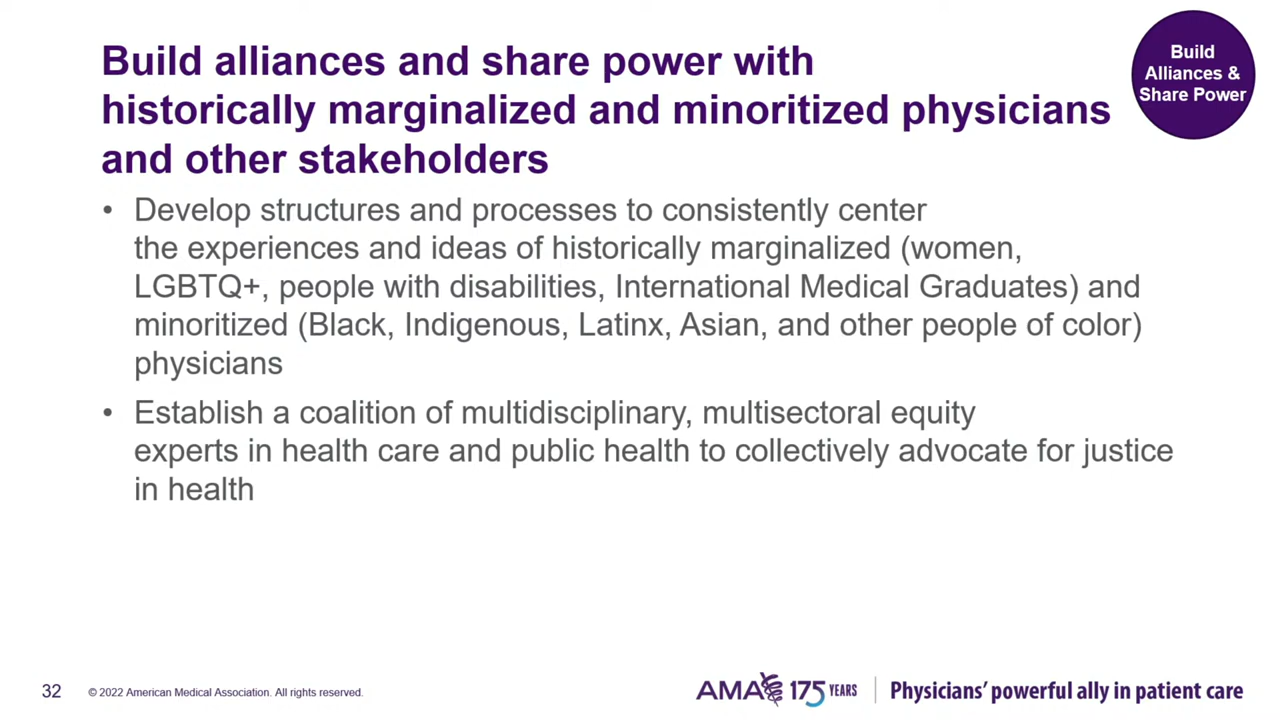 Build alliances and share power with
historically marginalized and minoritized physicians
and other stakeholders
Build
Alliances &
Share Power
• Develop structures and processes to consistently center
the experiences and ideas of historically marginalized (women,
LGBTQ+, people with disabilities, International Medical Graduates) and
minoritized (Black, Indigenous, Latinx, Asian, and other people of color)
physicians
• Establish a coalition of multidisciplinary, multisectoral equity
experts in health care and public health to collectively advocate for justice
in health
32
© 2022 American Medical Association. All rights reserved.
AMA 175 YEARS
Physicians’ powerful ally in patient care